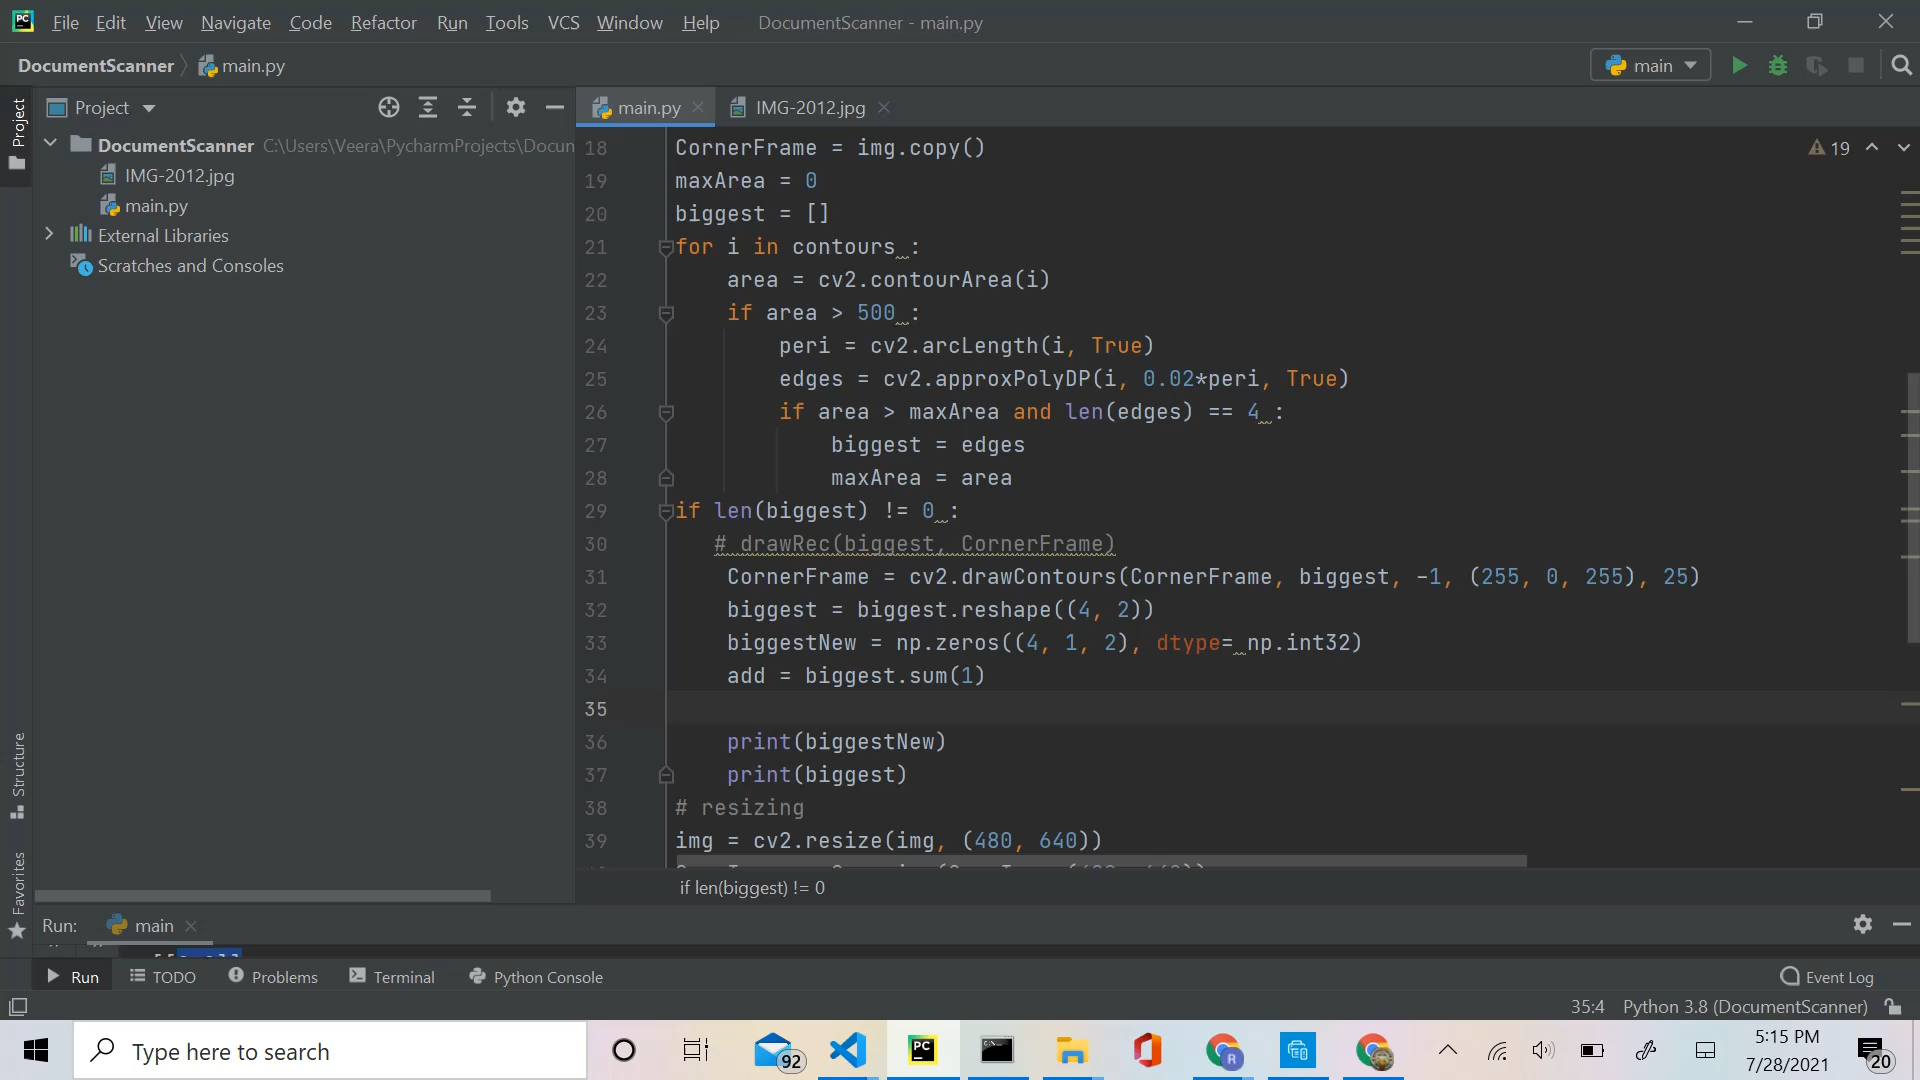 PC File Edit View Navigate Code Refactor Run Tools VCS Window Help DocumentScanner - main.py
DocumentScanner main.py main
Project
Project main.py IMG-2012.jpg
DocumentScanner C:\Users\Veera\PycharmProjects\Docun
IMG-2012.jpg
main.py
External Libraries
Scratches and Consoles
19
18 CornerFrame = img.copy()
19 maxArea = 0
20 biggest = []
21 for i in contours :
22 area = cv2.contourArea(i)
23 if area > 500 :
24 peri = cv2.arcLength(i, True)
25 edges = cv2.approxPolyDP(i, 0.02*peri, True)
26 if area > maxArea and len(edges) == 4 :
27 biggest = edges
28 maxArea = area
29 if len(biggest) != 0 :
30 # drawRec(biggest, CornerFrame)
31 CornerFrame = cv2.drawContours(CornerFrame, biggest, -1, (255, 0, 255), 25)
32 biggest = biggest.reshape((4, 2))
33 biggestNew = np.zeros((4, 1, 2), dtype= np.int32)
34 add = biggest.sum(1)
35
36 print(biggestNew)
37 print(biggest)
38 # resizing
39 img = cv2.resize(img, (480, 640))
if len(biggest) != 0
Structure
Favorites
Run: main
Run TODO Problems Terminal Python Console Event Log
35:4 Python 3.8 (DocumentScanner)
Type here to search
92
PC
R
5:15 PM
7/28/2021
20